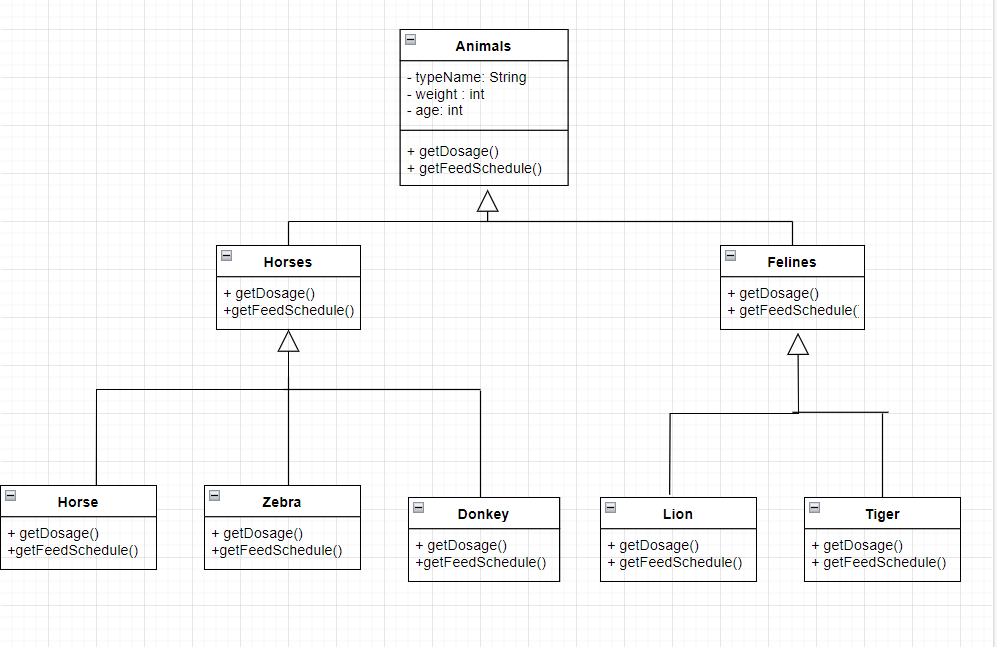 Animals
- typeName: String
- weight : int
- age: int
+ getDosage()
+ getFeedSchedule()
Horses
+ getDosage()
+getFeedSchedule()
Felines
+ getDosage()
+ getFeedSchedule(
Horse
+ getDosage()
+getFeedSchedule()
Zebra
+ getDosage()
+getFeedSchedule()
Donkey
+ getDosage()
+getFeedSchedule()
Lion
+ getDosage()
+ getFeedSchedule()
Tiger
+ getDosage()
+ getFeedSchedule()